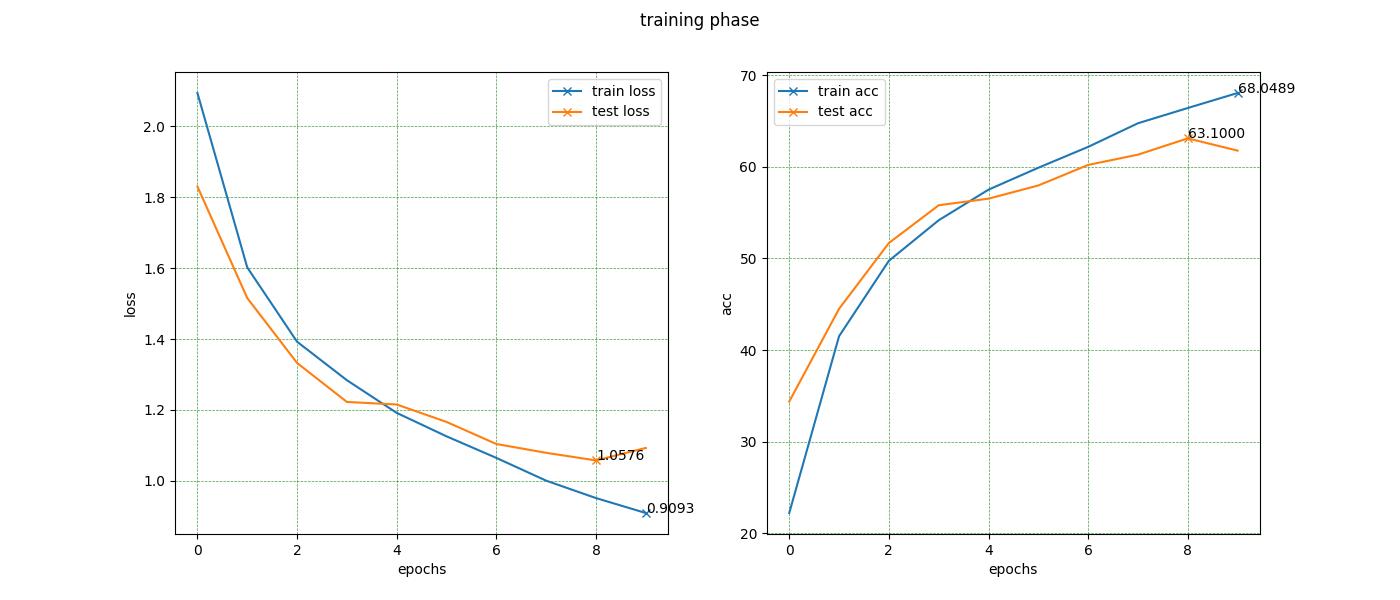 training phase
train loss
test loss
2.0
1.8
1.6
1.4
1.2
1.0
loss
1.0576
0.9093
0 2 4 6 8
epochs
train acc
test acc
70
60
50
40
30
20
acc
68.0489
63.1000
0 2 4 6 8
epochs